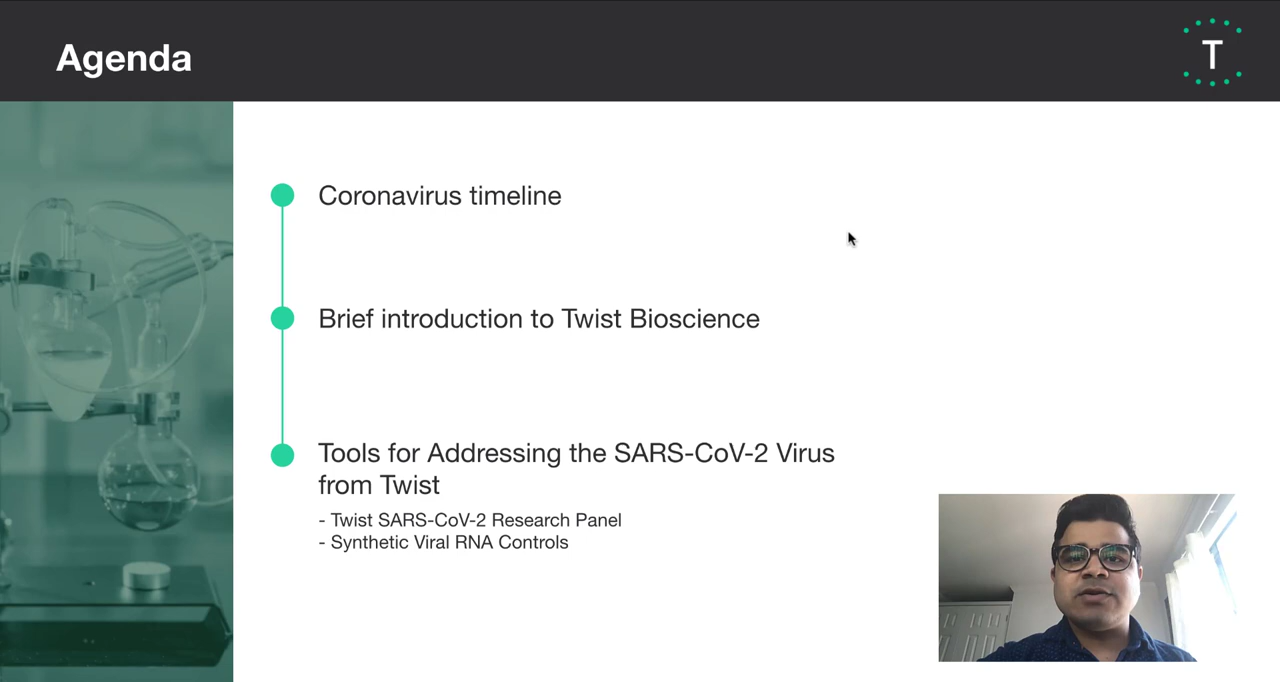 Agenda
T
Coronavirus timeline
Brief introduction to Twist Bioscience
Tools for Addressing the SARS-CoV-2 Virus
from Twist
- Twist SARS-CoV-2 Research Panel
- Synthetic Viral RNA Controls